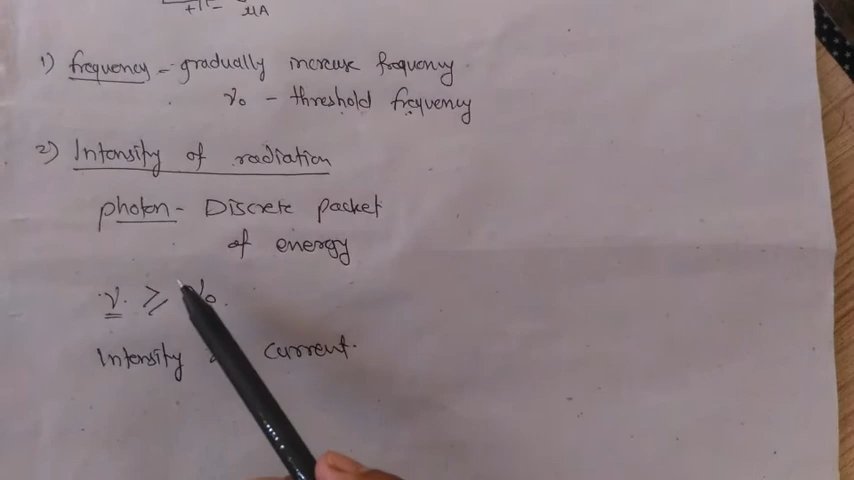 μA
1) frequency - gradually increase frequency
ν₀ - threshold frequency
2) Intensity of radiation
photon - Discrete packet
of energy
ν ≥ ν₀
Intensity current